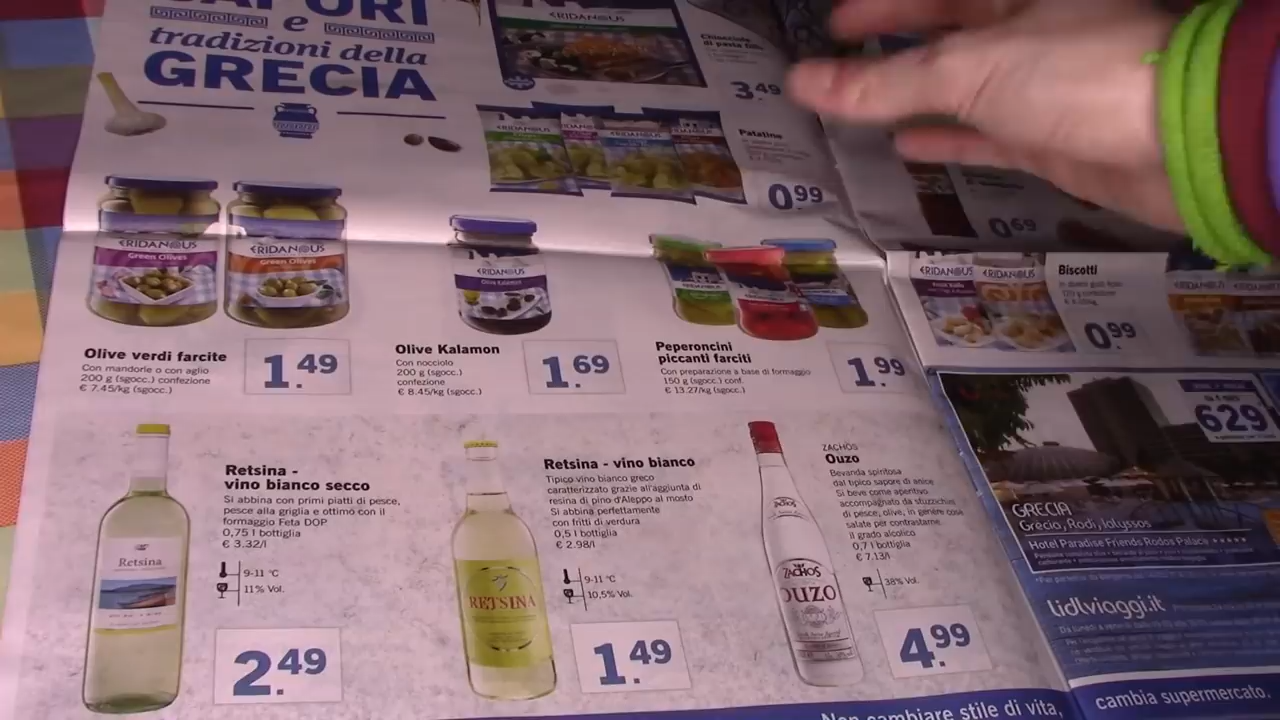 SAPORI
e
tradizioni della
GRECIA
ERIDANOUS
3.49
Patatine
0.99
0.69
ERIDANOUS
Green Olives
ERIDANOUS
Green Olives
ERIDANOUS
Olive Kalamon
Olive verdi farcite
Con mandorle o con aglio
200 g (sgocc.) confezione
€ 7.45/kg (sgocc.)
1.49
Olive Kalamon
Con nocciolo
200 g (sgocc.)
confezione
€ 8.45/kg (sgocc.)
1.69
Peperoncini
piccanti farciti
Con preparazione a base di formaggio
150 g (sgocc.) conf.
€ 13.27/kg (sgocc.)
1.99
ERIDANOUS
ERIDANOUS
Biscotti
0.99
Retsina -
vino bianco secco
Si abbina con primi piatti di pesce,
pesce alla griglia e ottimo con il
formaggio Feta DOP
0,75 l bottiglia
€ 3.32/l
9-11 °C
11% Vol.
2.49
Retsina
Retsina - vino bianco
Tipico vino bianco greco
caratterizzato grazie all'aggiunta di
resina di pino d'Aleppo al mosto
Si abbina perfettamente
con fritti di verdura
0,5 l bottiglia
€ 2.98/l
9-11 °C
10,5% Vol.
1.49
RETSINA
ZACHOS
Ouzo
Bevanda spiritosa
dal tipico sapore di anice
Si beve come aperitivo
accompagnato da stuzzichini
di pesce, olive, in genere cose
salate per contrastarne
il grado alcolico
0,7 l bottiglia
€ 7.13/l
38% Vol.
4.99
ZACHOS
OUZO
629
GRECIA
Grecia, Rodi, Ialyssos
Hotel Paradise Friends Rodos Palace *****
lidlviaggi.it
Non cambiare stile di vita,
cambia supermercato.